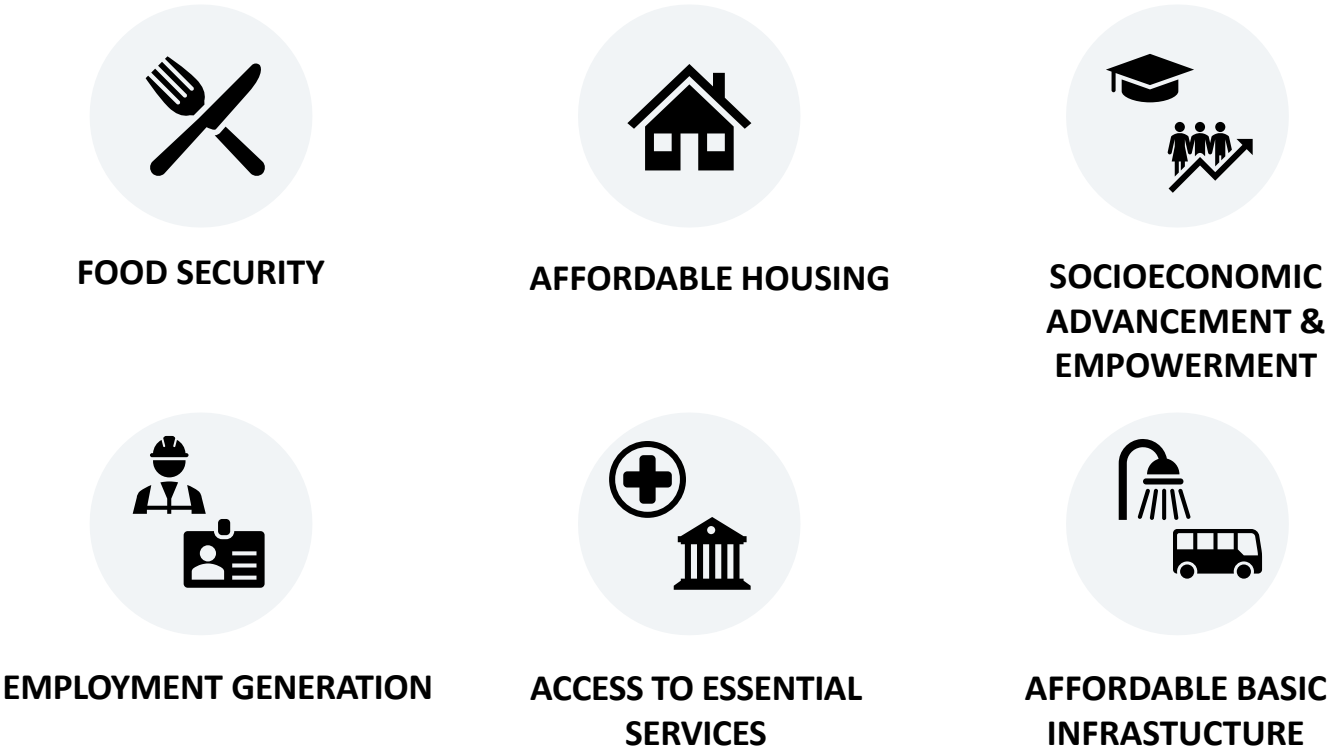 FOOD SECURITY
AFFORDABLE HOUSING
SOCIOECONOMIC
ADVANCEMENT &
EMPOWERMENT
EMPLOYMENT GENERATION
ACCESS TO ESSENTIAL
SERVICES
AFFORDABLE BASIC
INFRASTUCTURE